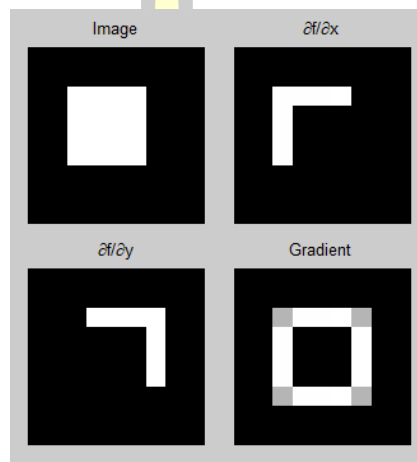 Image
∂f/∂x
∂f/∂y
Gradient